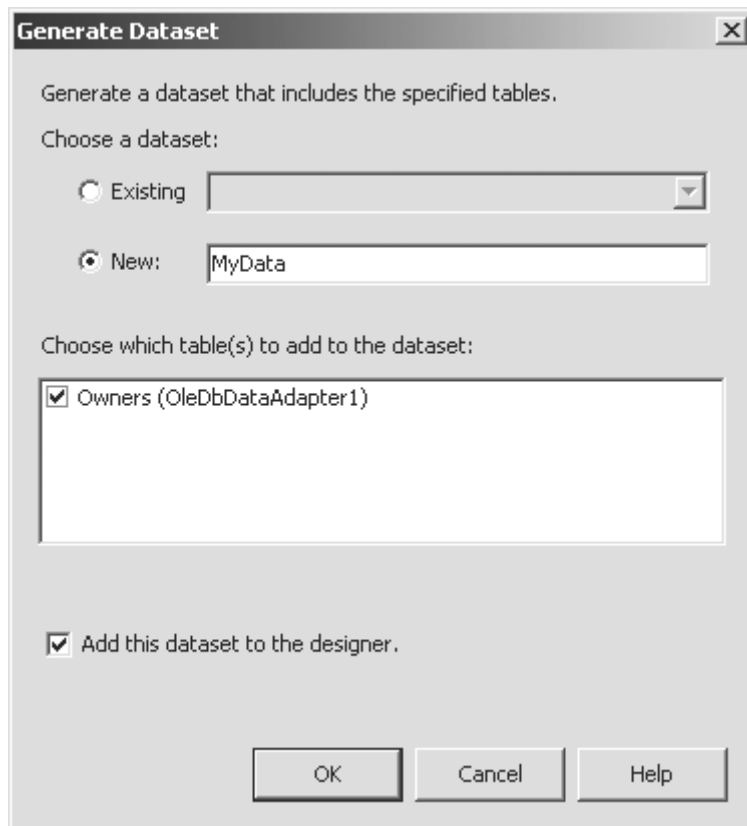 Generate Dataset
Generate a dataset that includes the specified tables.
Choose a dataset:
Existing
New:
MyData
Choose which table(s) to add to the dataset:
Owners (OleDbDataAdapter1)
Add this dataset to the designer.
OK
Cancel
Help